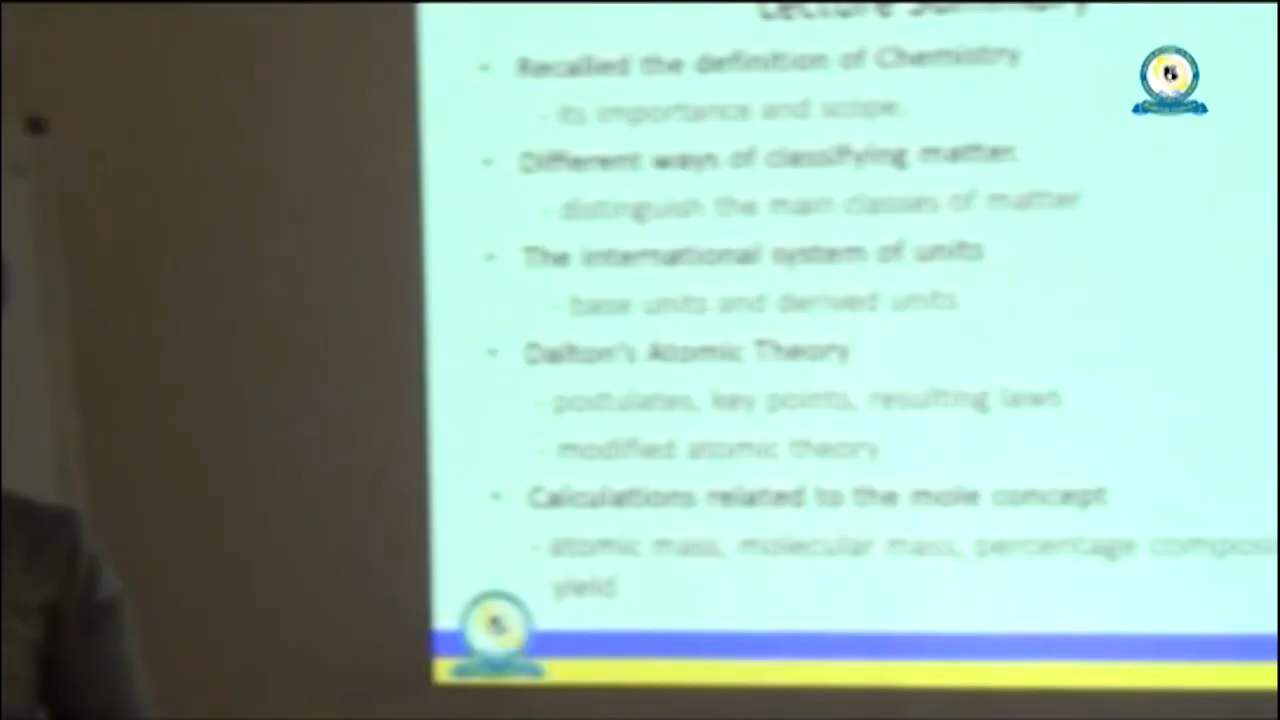 Lecture Summary
• Recalled the definition of Chemistry
- its importance and scope.
• Different ways of classifying matter.
- distinguish the main classes of matter
• The international system of units
- base units and derived units
• Dalton's Atomic Theory
- postulates, key points, resulting laws
- modified atomic theory
• Calculations related to the mole concept
- atomic mass, molecular mass, percentage
yield